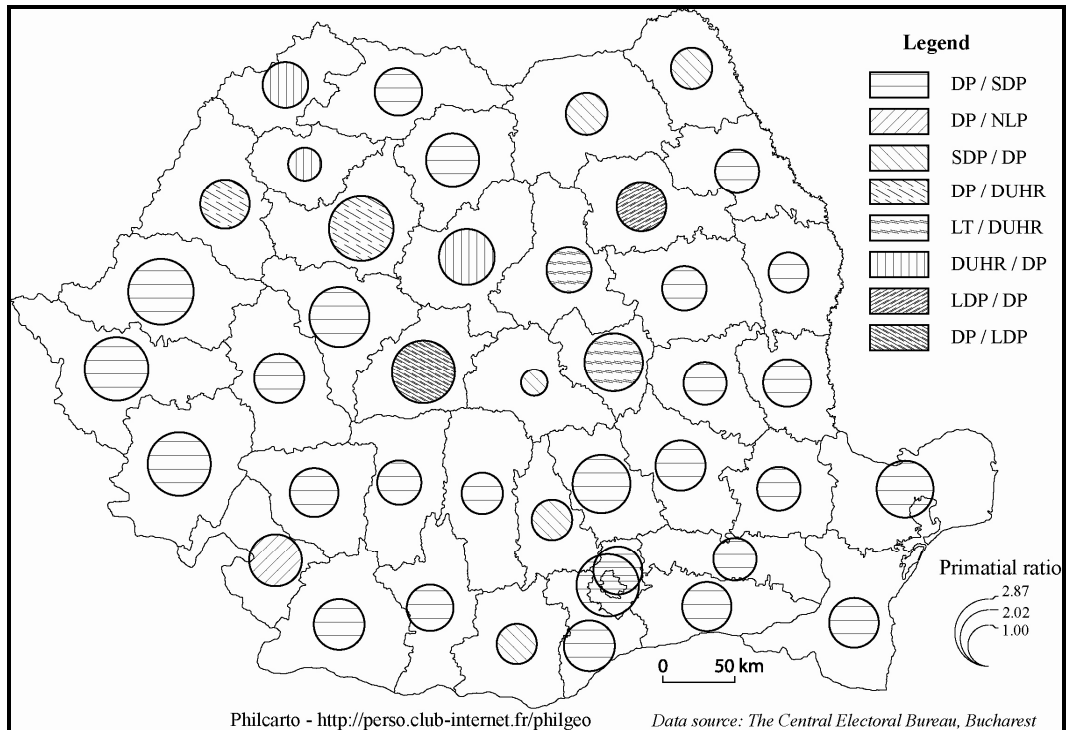 Legend
DP / SDP
DP / NLP
SDP / DP
DP / DUHR
LT / DUHR
DUHR / DP
LDP / DP
DP / LDP
Primatial ratio
2.87
2.02
1.00
0 50 km
Philcarto - http://perso.club-internet.fr/philgeo
Data source: The Central Electoral Bureau, Bucharest